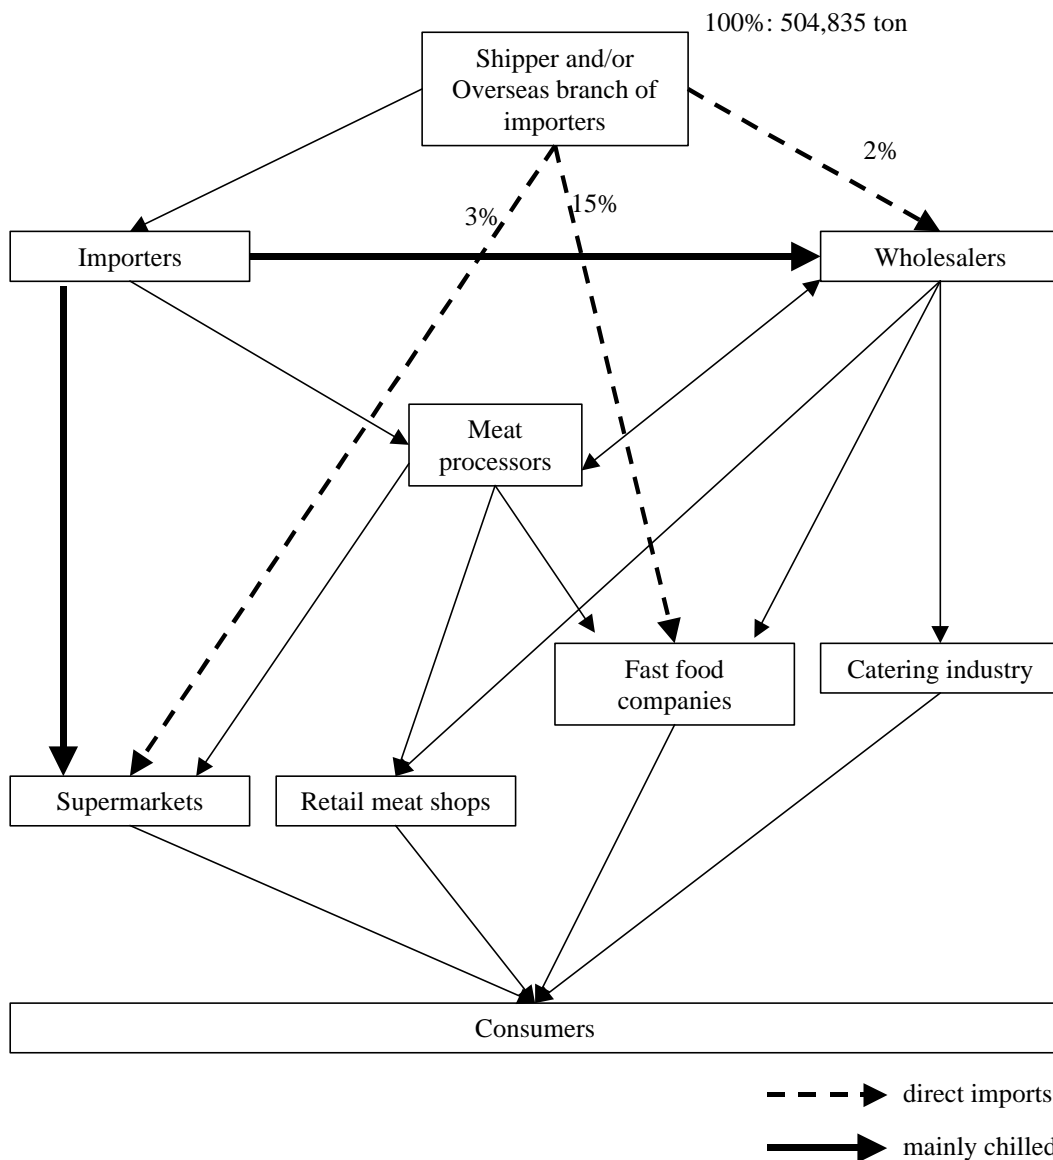 100%: 504,835 ton
Shipper and/or
Overseas branch of
importers
2%
3%
15%
Importers
Wholesalers
Meat
processors
Fast food
companies
Catering industry
Supermarkets
Retail meat shops
Consumers
direct imports
mainly chilled